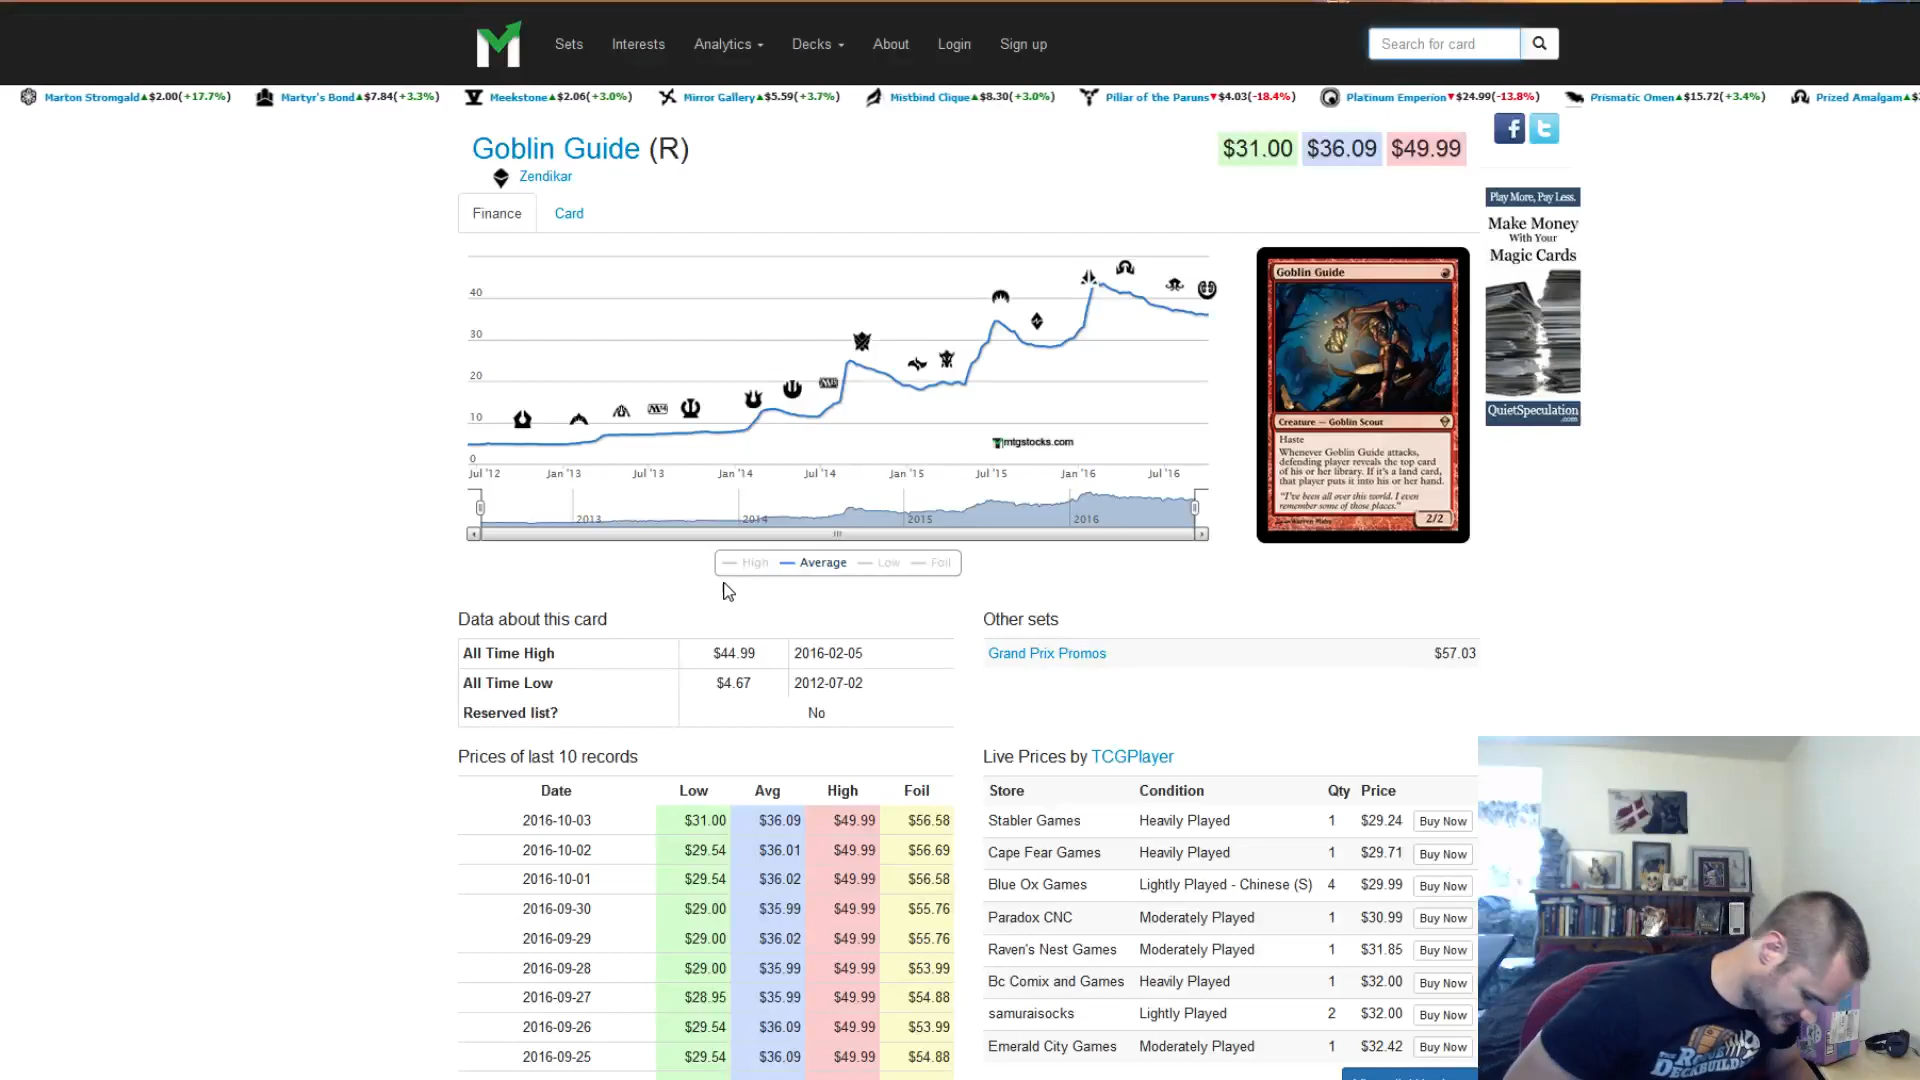 Sets Interests Analytics Decks About Login Sign up Search for card
Marton Stromgald▲$2.00(+17.7%) Martyr's Bond▲$7.84(+3.3%) Meekstone▲$2.06(+3.0%) Mirror Gallery▲$5.59(+3.7%) Mistbind Clique▲$8.30(+3.0%) Pillar of the Paruns▼$4.03(-18.4%) Platinum Emperion▼$24.99(-13.8%) Prismatic Omen▲$15.72(+3.4%) Prized Amalgam▲
Goblin Guide (R) $31.00 $36.09 $49.99
Zendikar
Finance Card
40
30
20
10
0
mtgstocks.com
Jul '12 Jan '13 Jul '13 Jan '14 Jul '14 Jan '15 Jul '15 Jan '16 Jul '16
2013 2014 2015 2016
High Average Low Foil
Goblin Guide
Creature — Goblin Scout
Haste
Whenever Goblin Guide attacks,
defending player reveals the top card
of his or her library. If it's a land card,
that player puts it into his or her hand.
"I've been all over this world. I even
remember some of those places."
2/2
Play More, Pay Less.
Make Money
With Your
Magic Cards
QuietSpeculation
.com
Data about this card
All Time High $44.99 2016-02-05
All Time Low $4.67 2012-07-02
Reserved list? No
Other sets
Grand Prix Promos $57.03
Prices of last 10 records
Date Low Avg High Foil
2016-10-03 $31.00 $36.09 $49.99 $56.58
2016-10-02 $29.54 $36.01 $49.99 $56.69
2016-10-01 $29.54 $36.02 $49.99 $56.58
2016-09-30 $29.00 $35.99 $49.99 $55.76
2016-09-29 $29.00 $36.02 $49.99 $55.76
2016-09-28 $29.00 $35.99 $49.99 $53.99
2016-09-27 $28.95 $35.99 $49.99 $54.88
2016-09-26 $29.54 $36.09 $49.99 $53.99
2016-09-25 $29.54 $36.09 $49.99 $54.88
Live Prices by TCGPlayer
Store Condition Qty Price
Stabler Games Heavily Played 1 $29.24 Buy Now
Cape Fear Games Heavily Played 1 $29.71 Buy Now
Blue Ox Games Lightly Played - Chinese (S) 4 $29.99 Buy Now
Paradox CNC Moderately Played 1 $30.99 Buy Now
Raven's Nest Games Moderately Played 1 $31.85 Buy Now
Bc Comix and Games Heavily Played 1 $32.00 Buy Now
samuraisocks Lightly Played 2 $32.00 Buy Now
Emerald City Games Moderately Played 1 $32.42 Buy Now